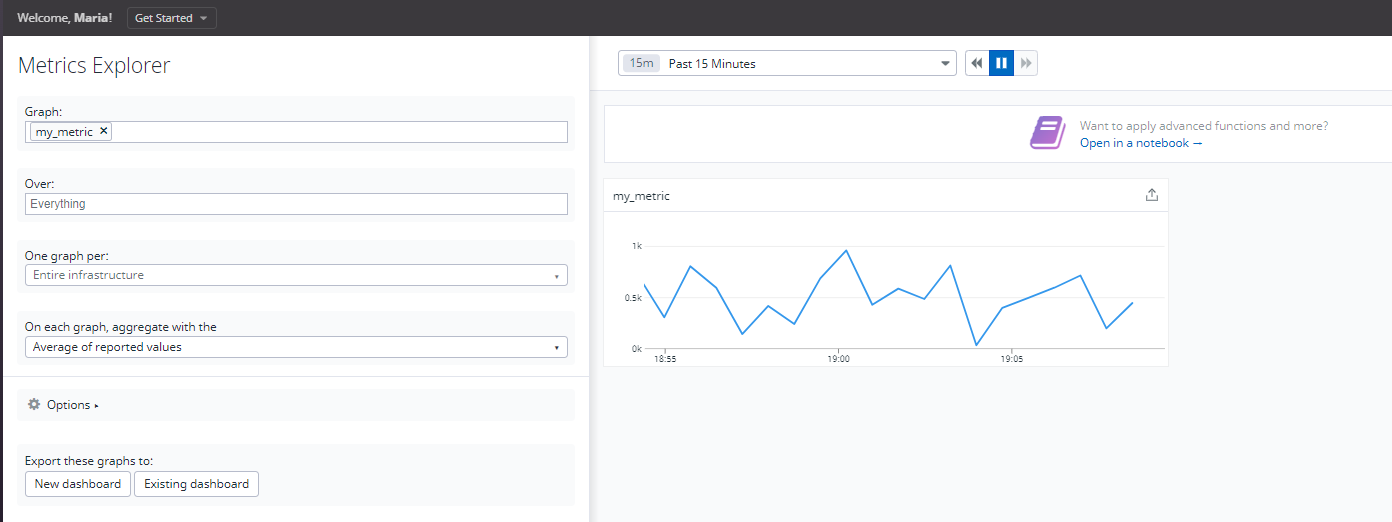 Welcome, Maria!
Get Started
Metrics Explorer
Graph:
my_metric ×
Over:
Everything
One graph per:
Entire infrastructure
On each graph, aggregate with the
Average of reported values
Options
Export these graphs to:
New dashboard
Existing dashboard
15m Past 15 Minutes
Want to apply advanced functions and more?
Open in a notebook →
my_metric
1k
0.5k
0k
18:55
19:00
19:05